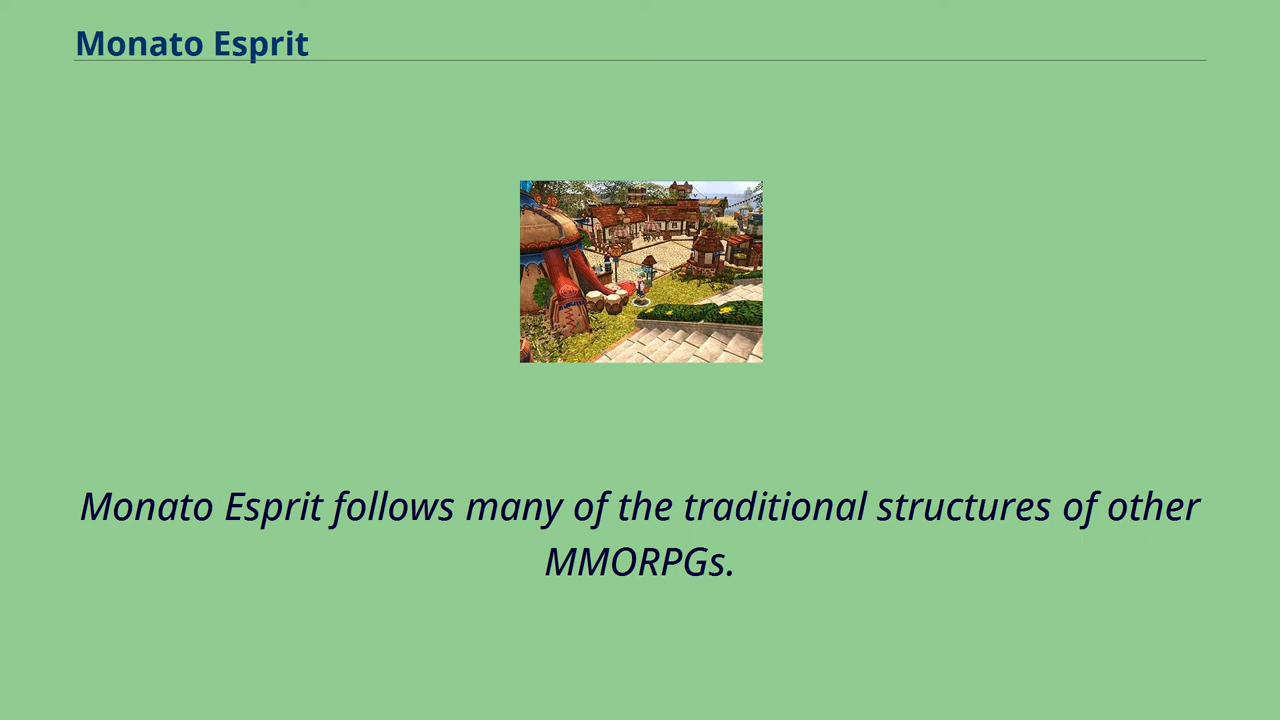 Monato Esprit
Monato Esprit follows many of the traditional structures of other
MMORPGs.